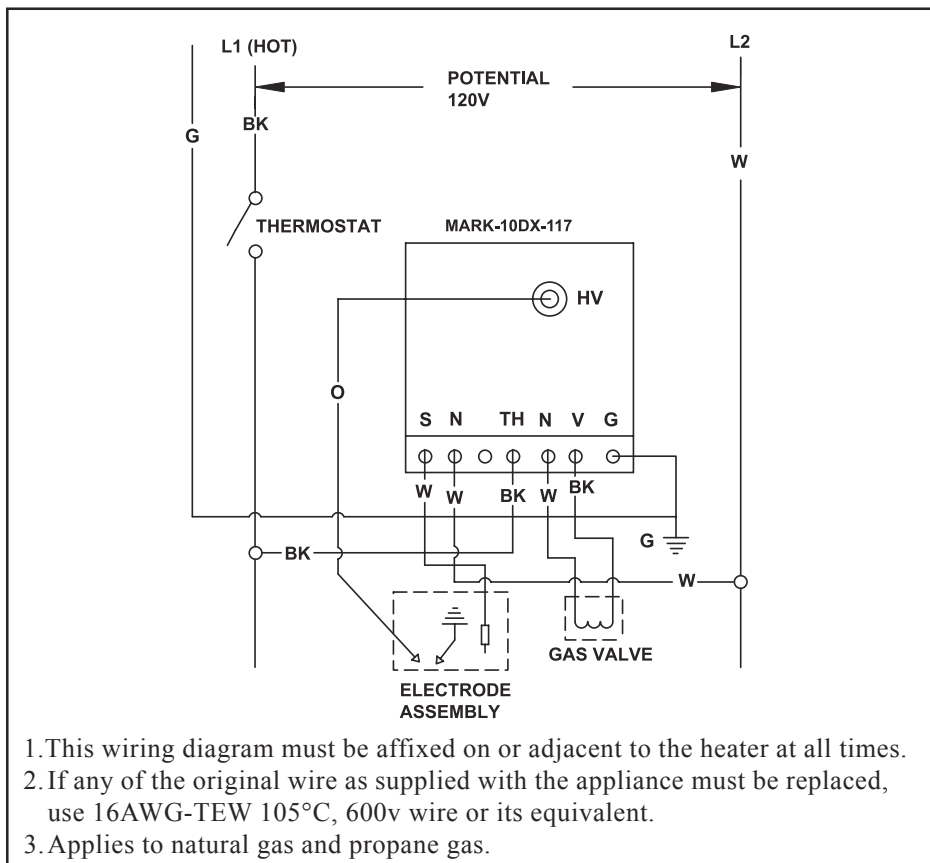 L1 (HOT)
L2
POTENTIAL
120V
G
BK
W
THERMOSTAT
MARK-10DX-117
HV
O
S N TH N V G
W W BK W BK
G
BK
W
GAS VALVE
ELECTRODE
ASSEMBLY
1.This wiring diagram must be affixed on or adjacent to the heater at all times.
2.If any of the original wire as supplied with the appliance must be replaced,
use 16AWG-TEW 105°C, 600v wire or its equivalent.
3.Applies to natural gas and propane gas.